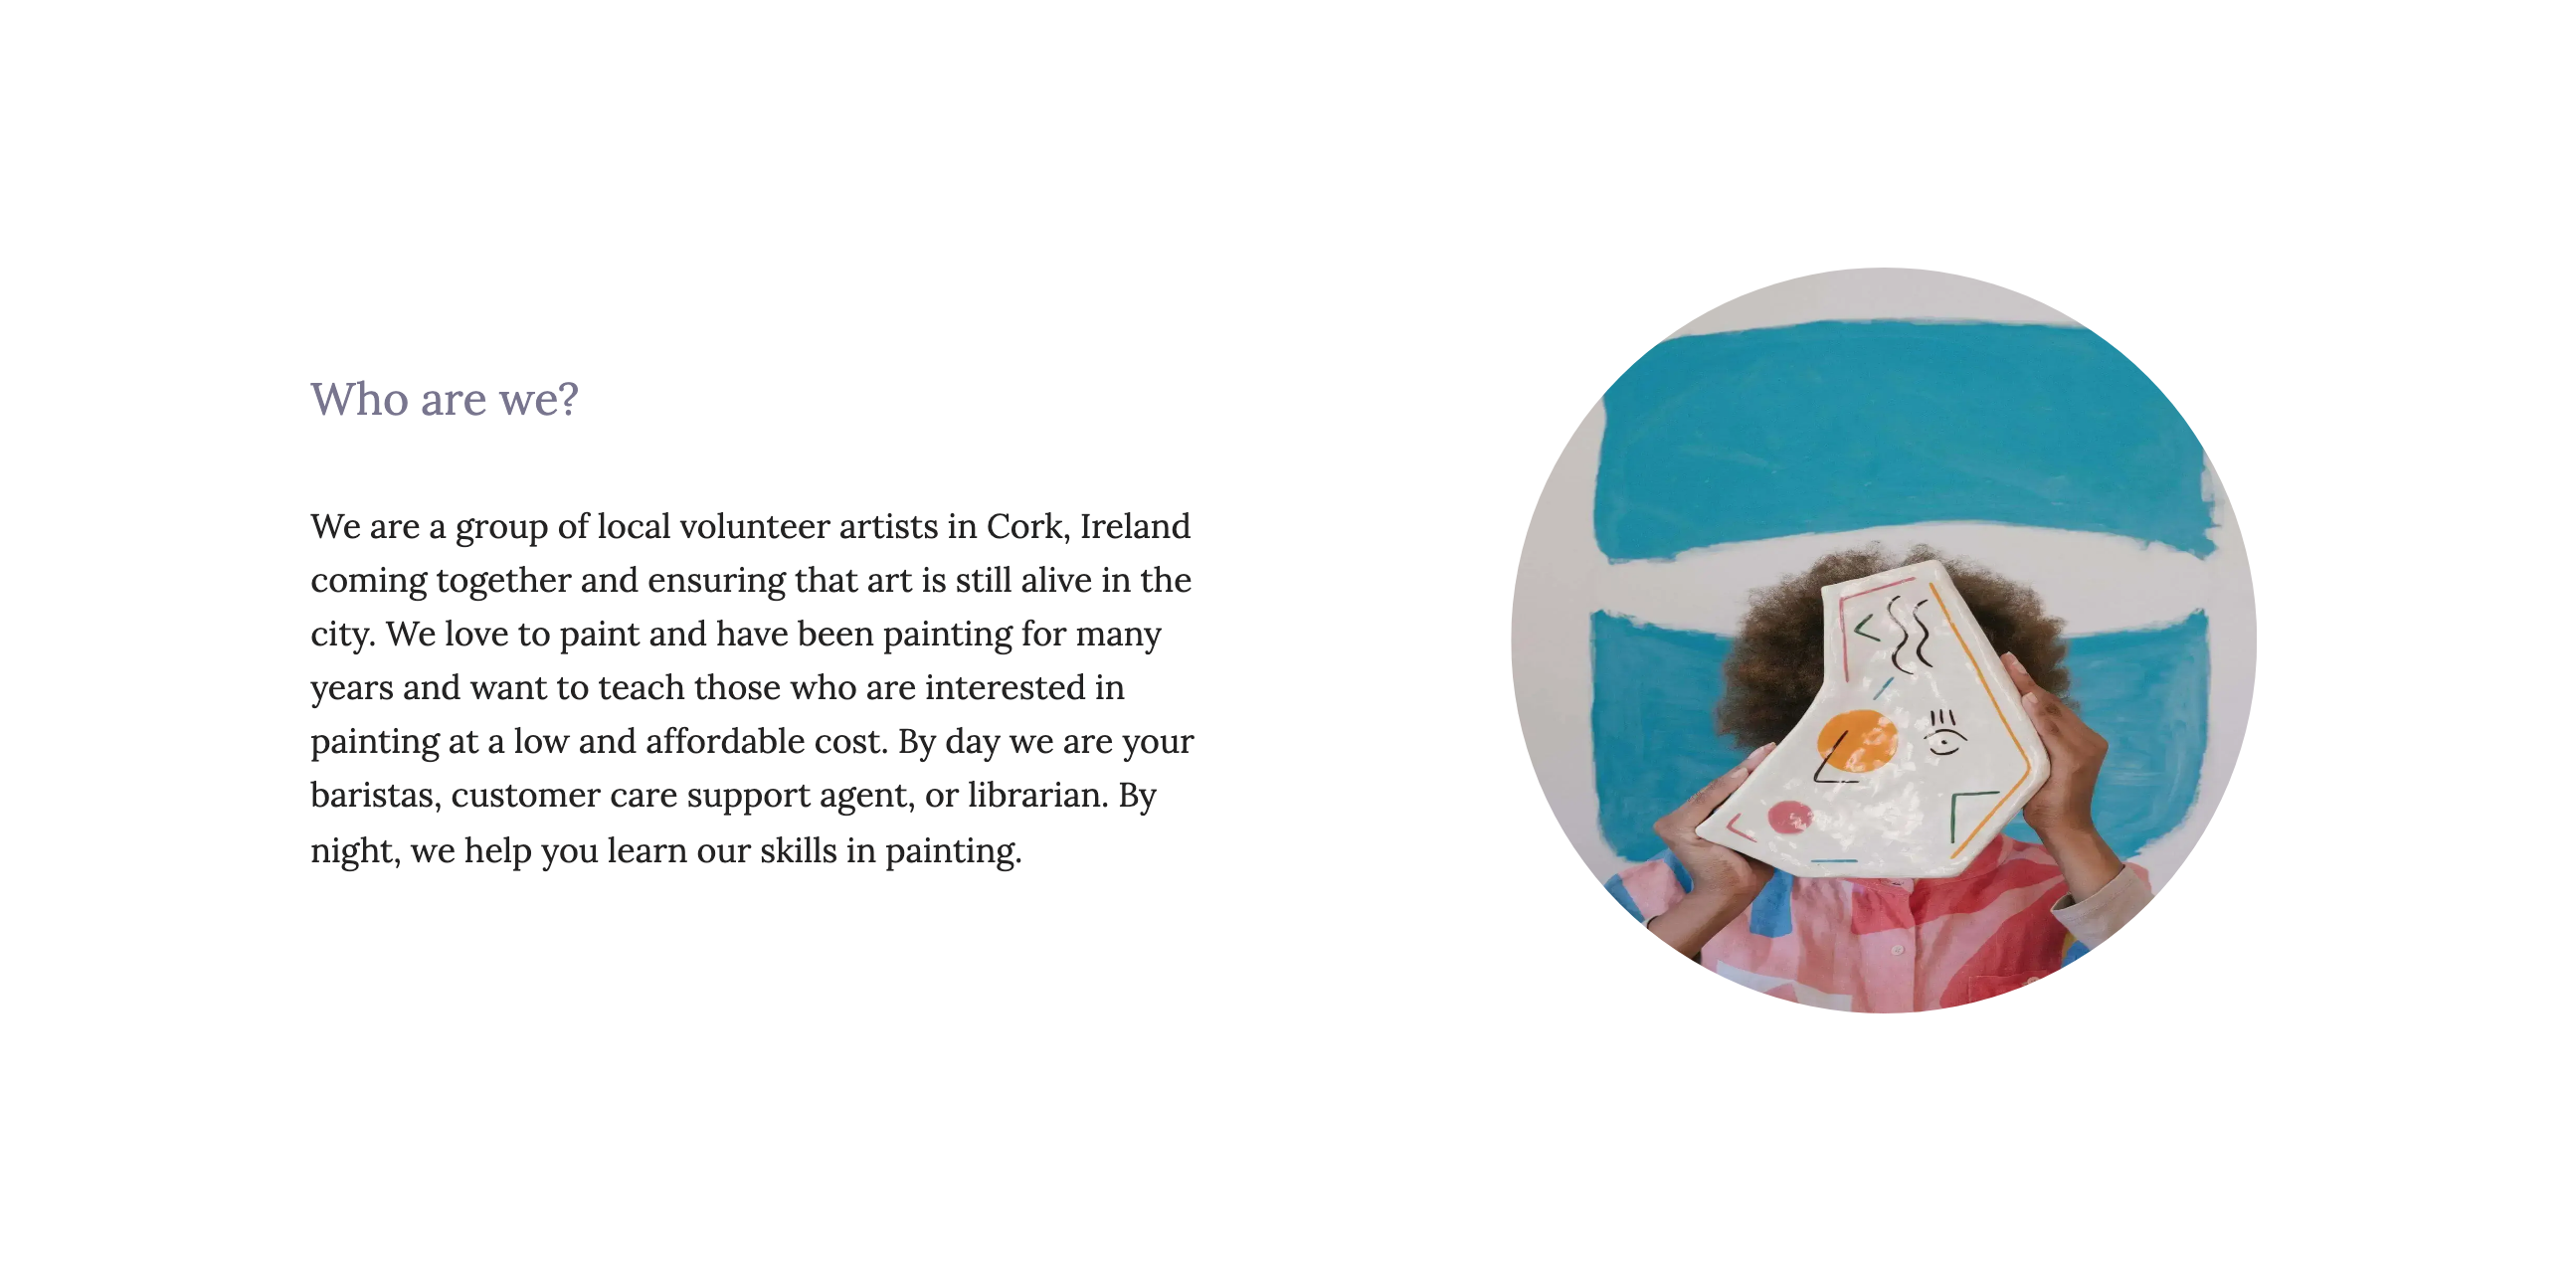 Who are we?
We are a group of local volunteer artists in Cork, Ireland
coming together and ensuring that art is still alive in the
city. We love to paint and have been painting for many
years and want to teach those who are interested in
painting at a low and affordable cost. By day we are your
baristas, customer care support agent, or librarian. By
night, we help you learn our skills in painting.